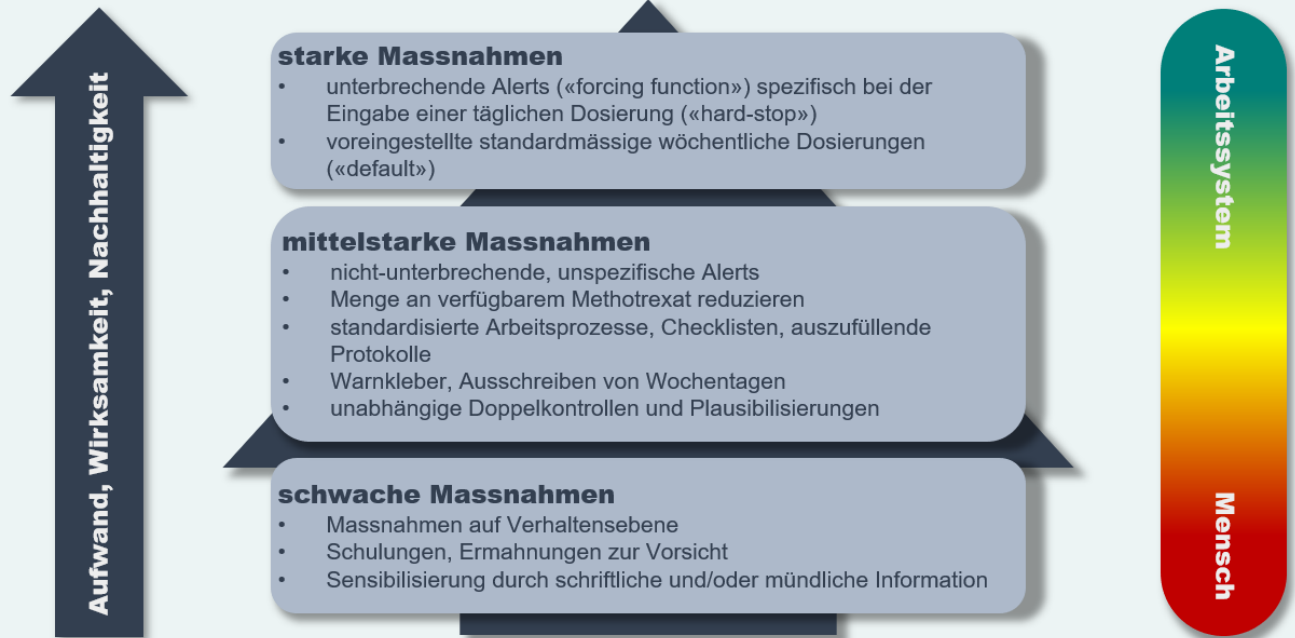 Aufwand, Wirksamkeit, Nachhaltigkeit
starke Massnahmen
• unterbrechende Alerts («forcing function») spezifisch bei der
Eingabe einer täglichen Dosierung («hard-stop»)
• voreingestellte standardmässige wöchentliche Dosierungen
(«default»)
mittelstarke Massnahmen
• nicht-unterbrechende, unspezifische Alerts
• Menge an verfügbarem Methotrexat reduzieren
• standardisierte Arbeitsprozesse, Checklisten, auszufüllende
Protokolle
• Warnkleber, Ausschreiben von Wochentagen
• unabhängige Doppelkontrollen und Plausibilisierungen
schwache Massnahmen
• Massnahmen auf Verhaltensebene
• Schulungen, Ermahnungen zur Vorsicht
• Sensibilisierung durch schriftliche und/oder mündliche Information
Arbeitssystem
Mensch